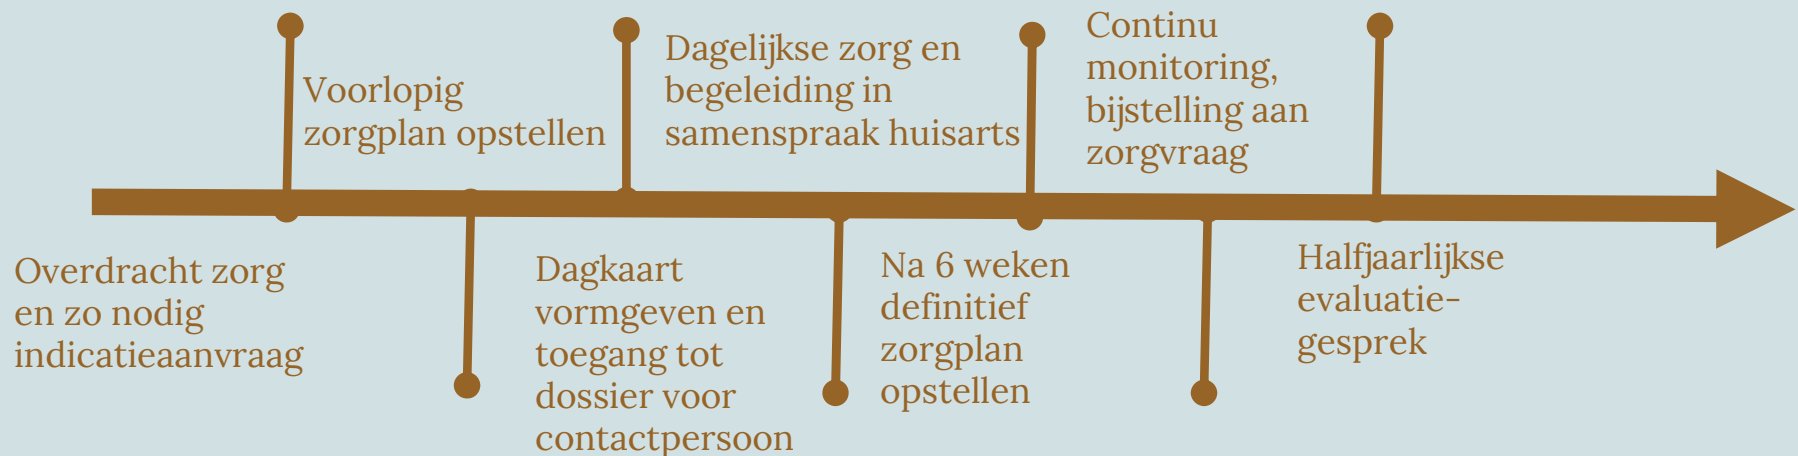 Overdracht zorg
en zo nodig
indicatieaanvraag
Voorlopig
zorgplan opstellen
Dagkaart
vormgeven en
toegang tot
dossier voor
contactpersoon
Dagelijkse zorg en
begeleiding in
samenspraak huisarts
Na 6 weken
definitief
zorgplan
opstellen
Continu
monitoring,
bijstelling aan
zorgvraag
Halfjaarlijkse
evaluatie-
gesprek